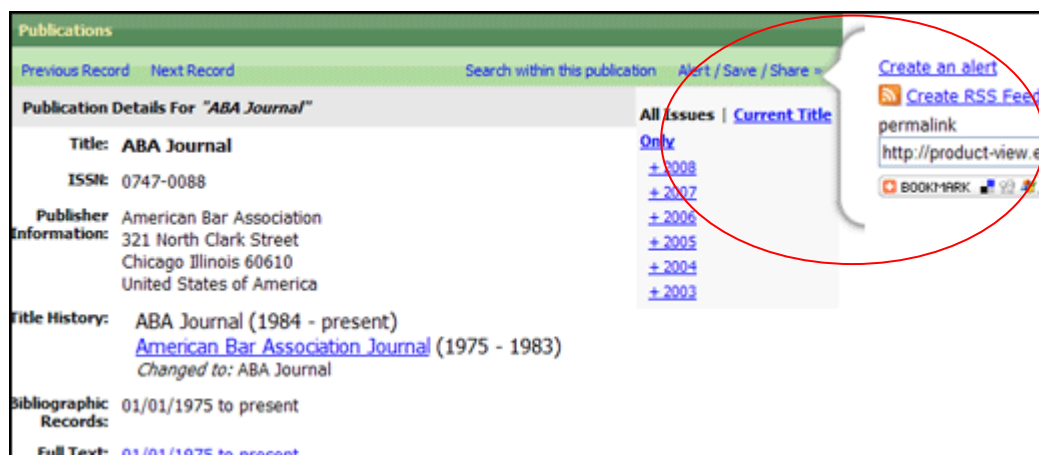 Publications
Previous Record Next Record Search within this publication Alert / Save / Share »
Publication Details For "ABA Journal"
Title: ABA Journal
ISSN: 0747-0088
Publisher Information: American Bar Association
321 North Clark Street
Chicago Illinois 60610
United States of America
Title History: ABA Journal (1984 - present)
American Bar Association Journal (1975 - 1983)
Changed to: ABA Journal
Bibliographic Records: 01/01/1975 to present
Full Text: 01/01/1975 to present
All Issues | Current Title
Only
+ 2008
+ 2007
+ 2006
+ 2005
+ 2004
+ 2003
Create an alert
Create RSS Feed
permalink
http://product-view.e
BOOKMARK